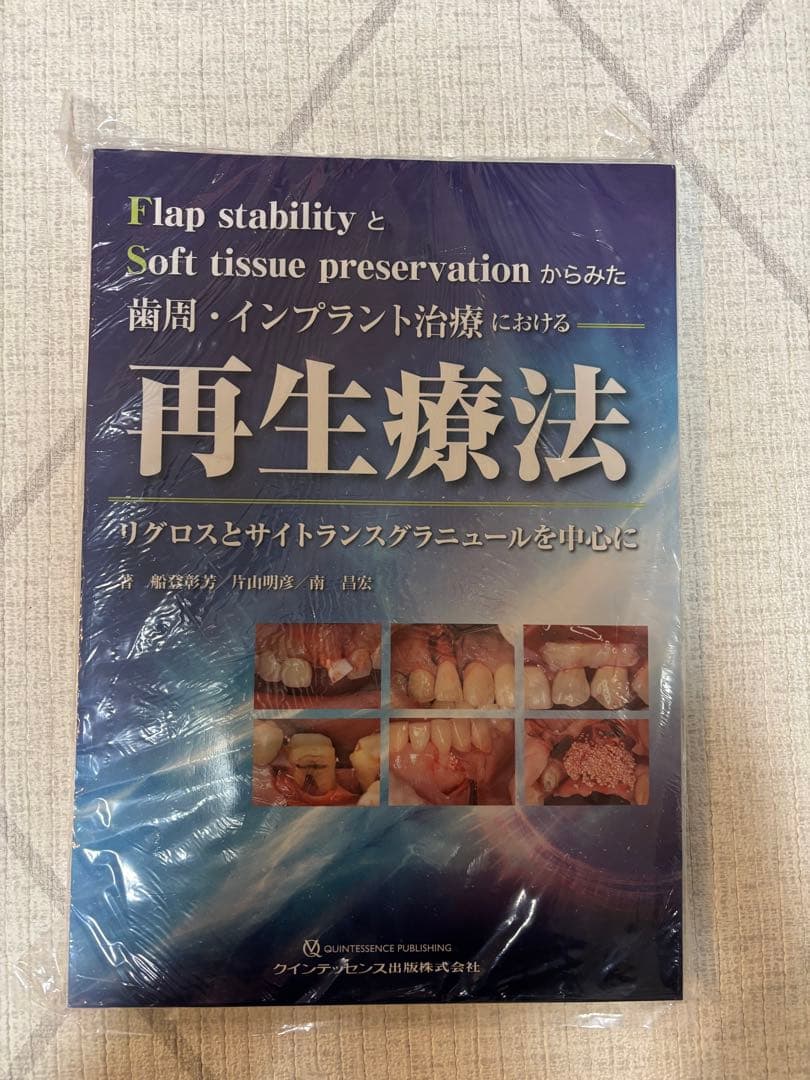 Flap stability と
Soft tissue preservation からみた
歯周・インプラント治療 における
再生療法
リグロスとサイトランスグラニュールを中心に
著 船登彰芳／片山明彦／南 昌宏
QUINTESSENCE PUBLISHING
クインテッセンス出版株式会社